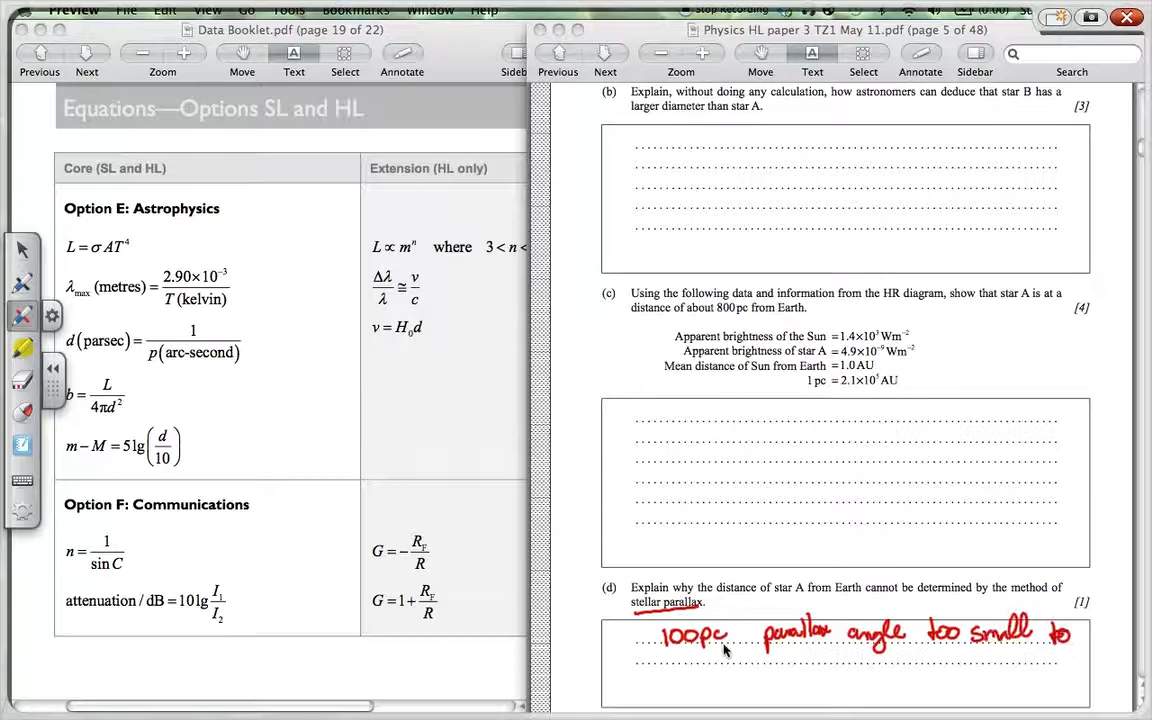 Preview File Edit View Go Tools Bookmarks Window Help Stop Recording (0:00)
Data Booklet.pdf (page 19 of 22)
Previous Next Zoom Move Text Select Annotate Sideb
Equations—Options SL and HL
Core (SL and HL) Extension (HL only)
Option E: Astrophysics
L = σAT⁴ L ∝ mⁿ where 3 < n <
λmax (metres) = 2.90×10⁻³ / T(kelvin) Δλ/λ ≅ v/c
d(parsec) = 1 / p(arc-second) v = H₀d
b = L / 4πd²
m − M = 5 lg(d/10)
Option F: Communications
n = 1 / sin C G = −RF/R
attenuation / dB = 10 lg I₁/I₂ G = 1 + RF/R
Physics HL paper 3 TZ1 May 11.pdf (page 5 of 48)
Previous Next Zoom Move Text Select Annotate Sidebar Search
(b) Explain, without doing any calculation, how astronomers can deduce that star B has a
larger diameter than star A. [3]
(c) Using the following data and information from the HR diagram, show that star A is at a
distance of about 800 pc from Earth. [4]
Apparent brightness of the Sun = 1.4×10³ Wm⁻²
Apparent brightness of star A = 4.9×10⁻⁹ Wm⁻²
Mean distance of Sun from Earth = 1.0 AU
1 pc = 2.1×10⁵ AU
(d) Explain why the distance of star A from Earth cannot be determined by the method of
stellar parallax. [1]
100pc parallax angle too small to